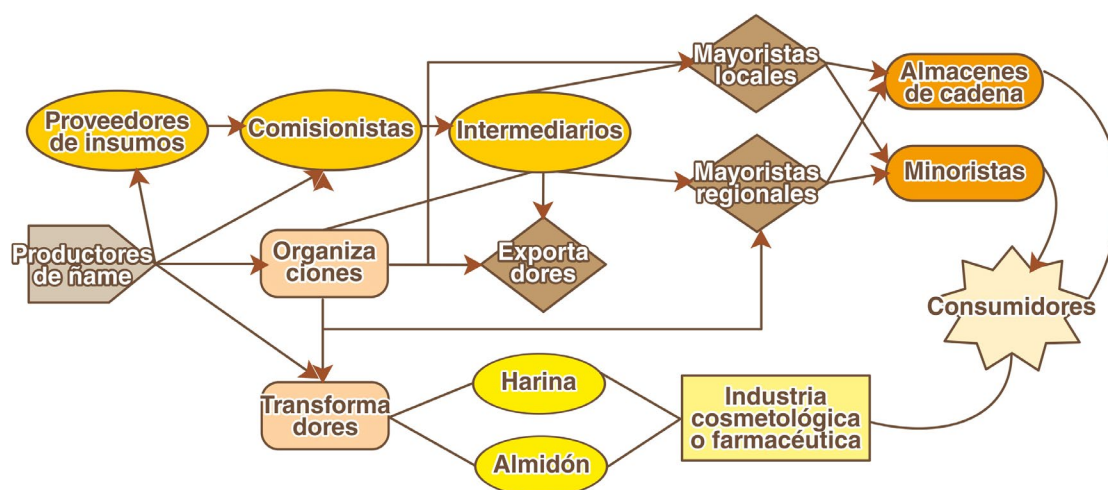 Mayoristas
locales
Almacenes
de cadena
Proveedores
de insumos
Comisionistas
Intermediarios
Mayoristas
regionales
Minoristas
Productores
de ñame
Organiza
ciones
Exporta
dores
Consumidores
Harina
Transforma
dores
Industria
cosmetológica
o farmacéutica
Almidón